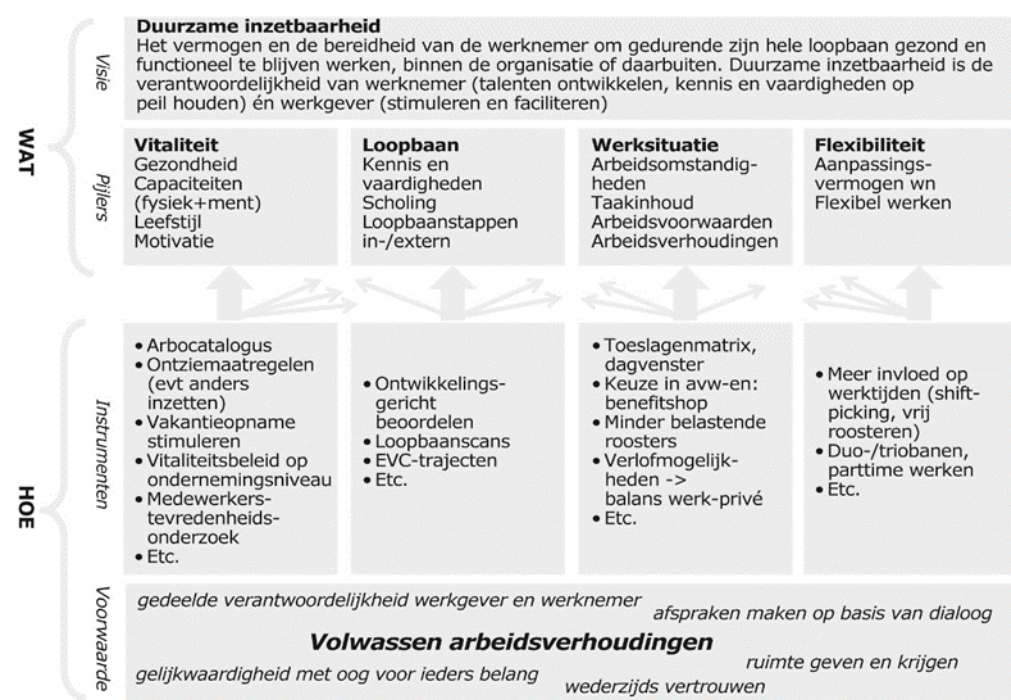 WAT
Visie
Duurzame inzetbaarheid
Het vermogen en de bereidheid van de werknemer om gedurende zijn hele loopbaan gezond en
functioneel te blijven werken, binnen de organisatie of daarbuiten. Duurzame inzetbaarheid is de
verantwoordelijkheid van werknemer (talenten ontwikkelen, kennis en vaardigheden op
peil houden) én werkgever (stimuleren en faciliteren)
Pijlers
Vitaliteit
Gezondheid
Capaciteiten
(fysiek+ment)
Leefstijl
Motivatie
Loopbaan
Kennis en
vaardigheden
Scholing
Loopbaanstappen
in-/extern
Werksituatie
Arbeidsomstandig-
heden
Taakinhoud
Arbeidsvoorwaarden
Arbeidsverhoudingen
Flexibiliteit
Aanpassings-
vermogen wn
Flexibel werken
HOE
Instrumenten
• Arbocatalogus
• Ontziemaatregelen
(evt anders
inzetten)
• Vakantieopname
stimuleren
• Vitaliteitsbeleid op
ondernemingsniveau
• Medewerkers-
tevredenheids-
onderzoek
• Etc.
• Ontwikkelings-
gericht
beoordelen
• Loopbaanscans
• EVC-trajecten
• Etc.
• Toeslagenmatrix,
dagvenster
• Keuze in avw-en:
benefitshop
• Minder belastende
roosters
• Verlofmogelijk-
heden ->
balans werk-privé
• Etc.
• Meer invloed op
werktijden (shift-
picking, vrij
roosteren)
• Duo-/triobanen,
parttime werken
• Etc.
Voorwaarde
gedeelde verantwoordelijkheid werkgever en werknemer
afspraken maken op basis van dialoog
Volwassen arbeidsverhoudingen
ruimte geven en krijgen
gelijkwaardigheid met oog voor ieders belang
wederzijds vertrouwen